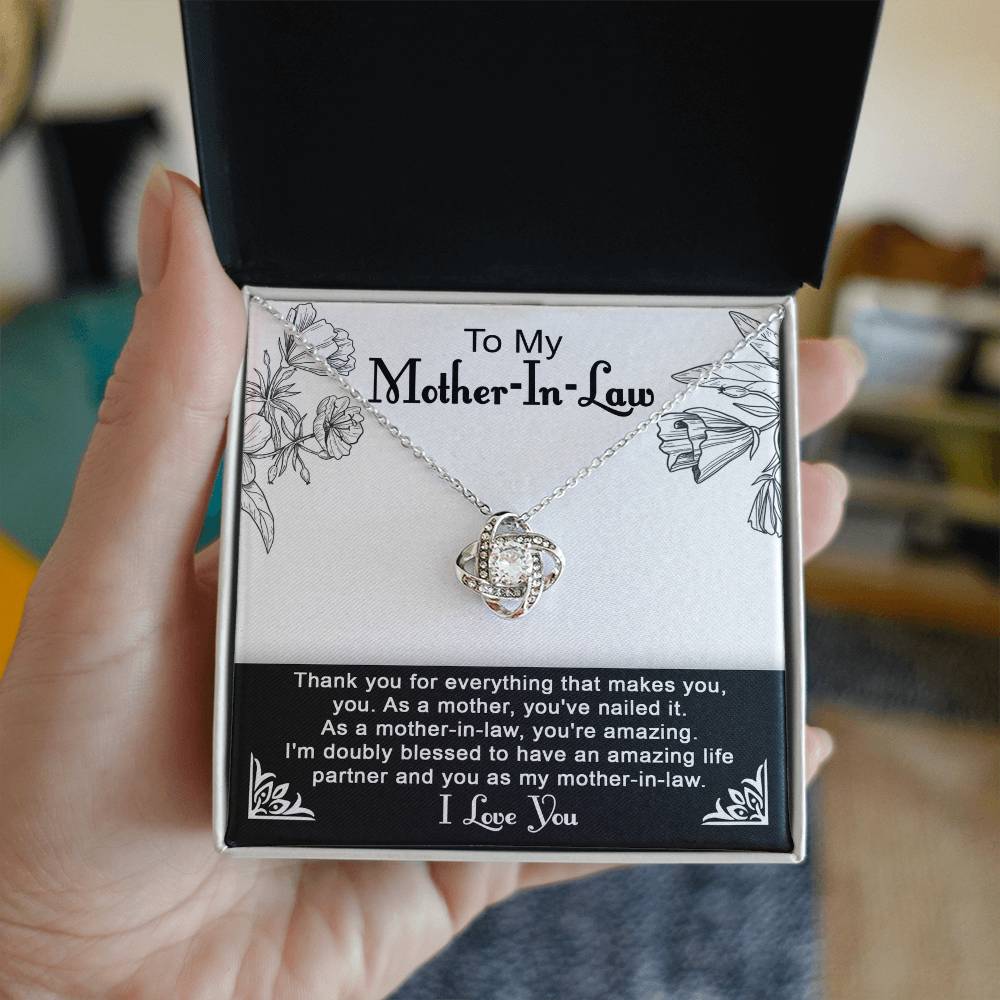 To My
Mother-In-Law
Thank you for everything that makes you,
you. As a mother, you've nailed it.
As a mother-in-law, you're amazing.
I'm doubly blessed to have an amazing life
partner and you as my mother-in-law.
I Love You